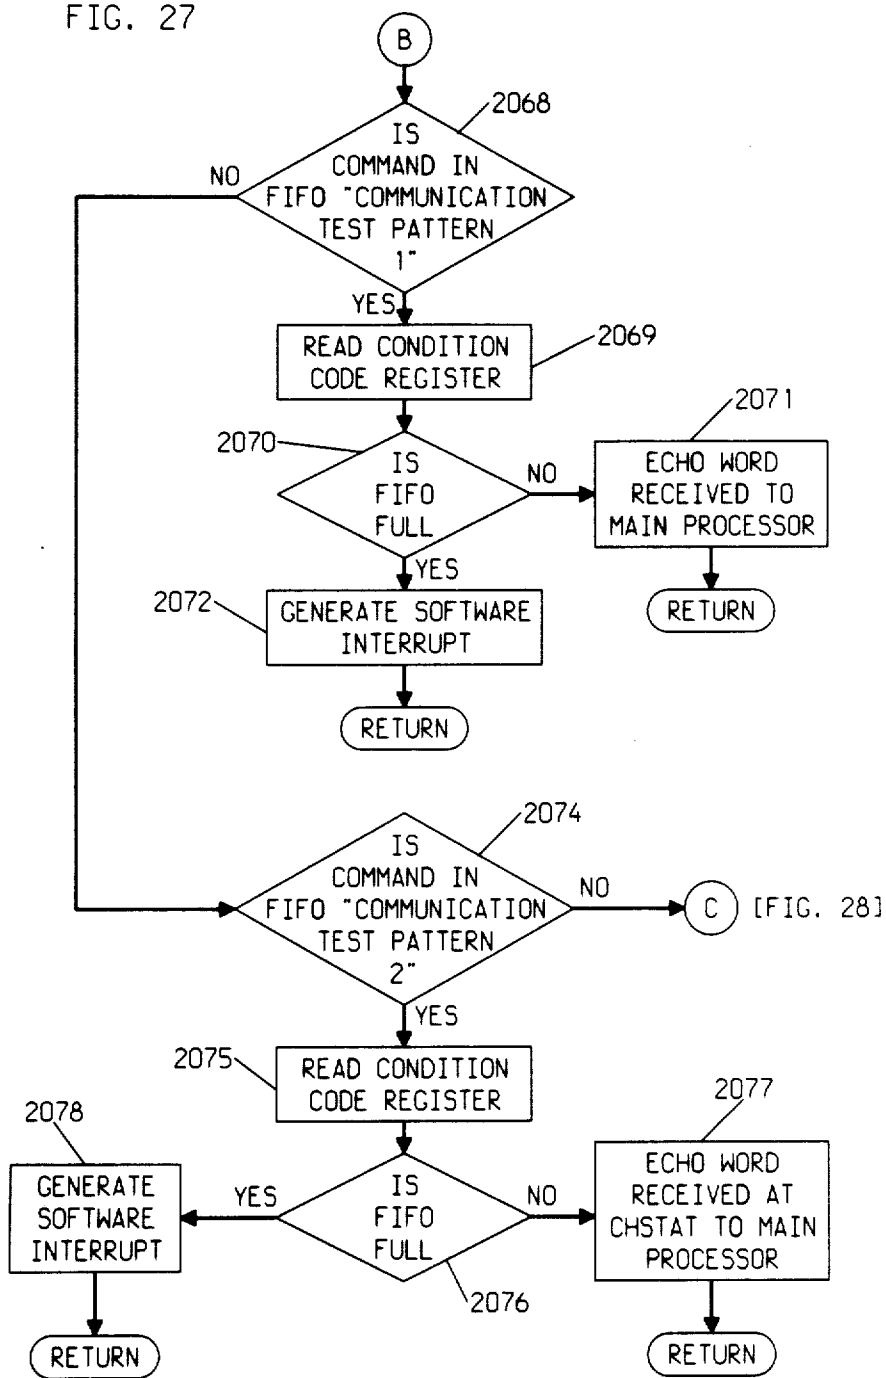 FIG. 27
B
2068
IS
COMMAND IN
FIFO "COMMUNICATION
TEST PATTERN
1"
NO
YES
READ CONDITION
CODE REGISTER
2069
2070
IS
FIFO
FULL
NO
2071
ECHO WORD
RECEIVED TO
MAIN PROCESSOR
RETURN
YES
2072
GENERATE SOFTWARE
INTERRUPT
RETURN
2074
IS
COMMAND IN
FIFO "COMMUNICATION
TEST PATTERN
2"
NO
C [FIG. 28]
YES
2075
READ CONDITION
CODE REGISTER
2078
GENERATE
SOFTWARE
INTERRUPT
YES
IS
FIFO
FULL
NO
2076
2077
ECHO WORD
RECEIVED AT
CHSTAT TO MAIN
PROCESSOR
RETURN
RETURN